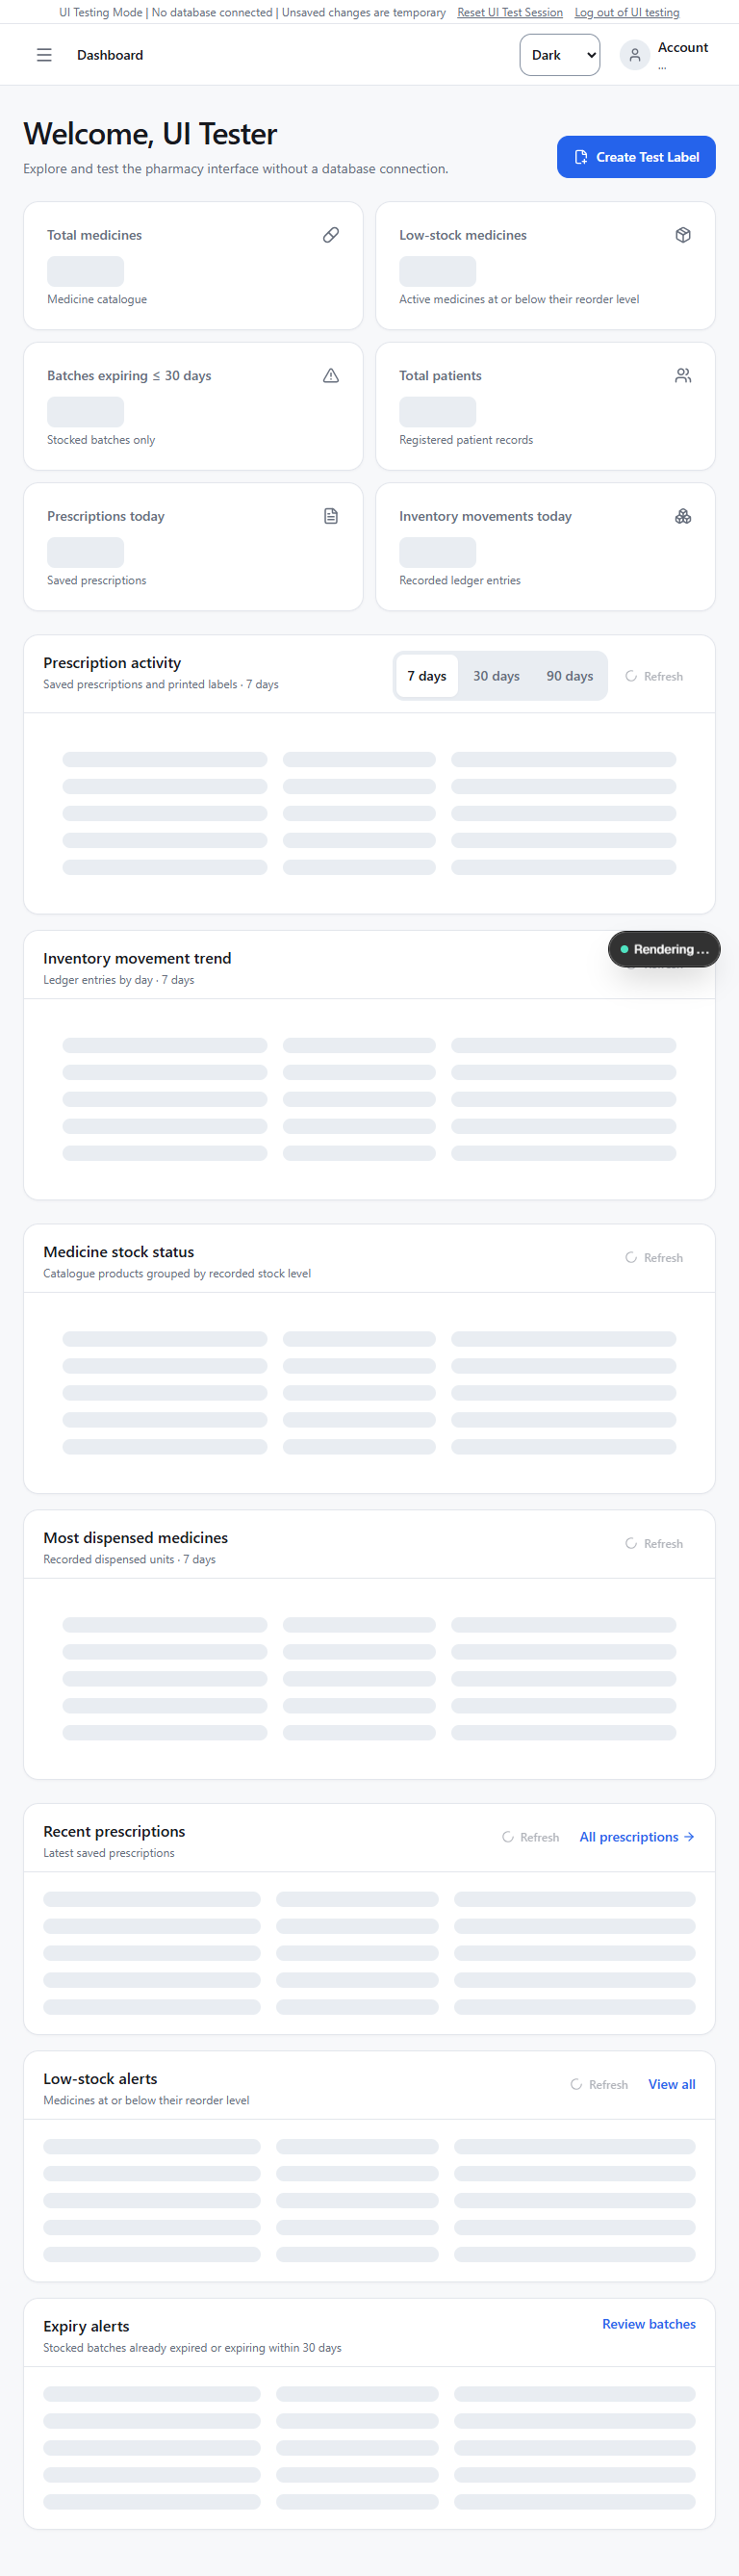 UI Testing Mode | No database connected | Unsaved changes are temporary Reset UI Test Session Log out of UI testing
Dashboard
Dark
Account
...
Welcome, UI Tester
Explore and test the pharmacy interface without a database connection.
Create Test Label
Total medicines
Medicine catalogue
Low-stock medicines
Active medicines at or below their reorder level
Batches expiring ≤ 30 days
Stocked batches only
Total patients
Registered patient records
Prescriptions today
Saved prescriptions
Inventory movements today
Recorded ledger entries
Prescription activity
Saved prescriptions and printed labels · 7 days
7 days
30 days
90 days
Refresh
Inventory movement trend
Ledger entries by day · 7 days
Rendering ...
Medicine stock status
Catalogue products grouped by recorded stock level
Refresh
Most dispensed medicines
Recorded dispensed units · 7 days
Refresh
Recent prescriptions
Latest saved prescriptions
Refresh
All prescriptions →
Low-stock alerts
Medicines at or below their reorder level
Refresh
View all
Expiry alerts
Stocked batches already expired or expiring within 30 days
Review batches